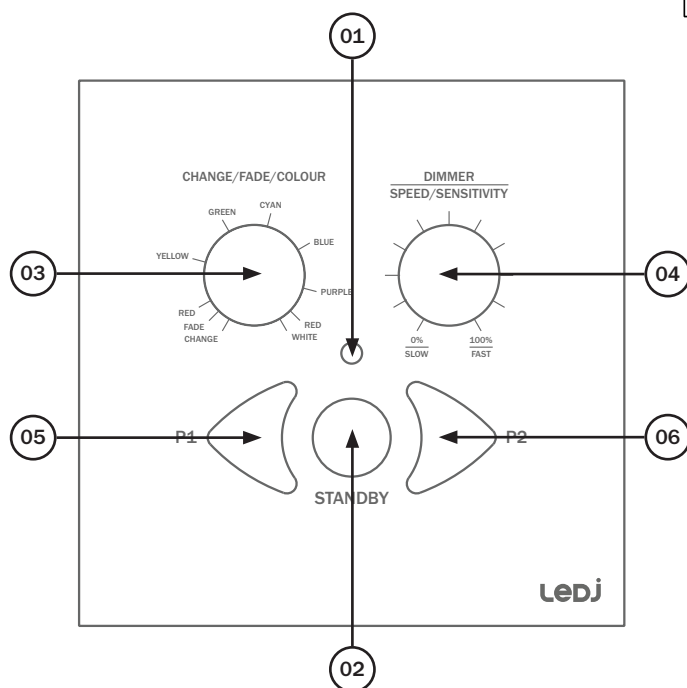 01
CHANGE/FADE/COLOUR
DIMMER
SPEED/SENSITIVITY
CYAN
GREEN
BLUE
YELLOW
03
04
PURPLE
RED
RED
FADE
WHITE
CHANGE
0%
100%
SLOW
FAST
05
P1
P2
06
STANDBY
LEDJ
02